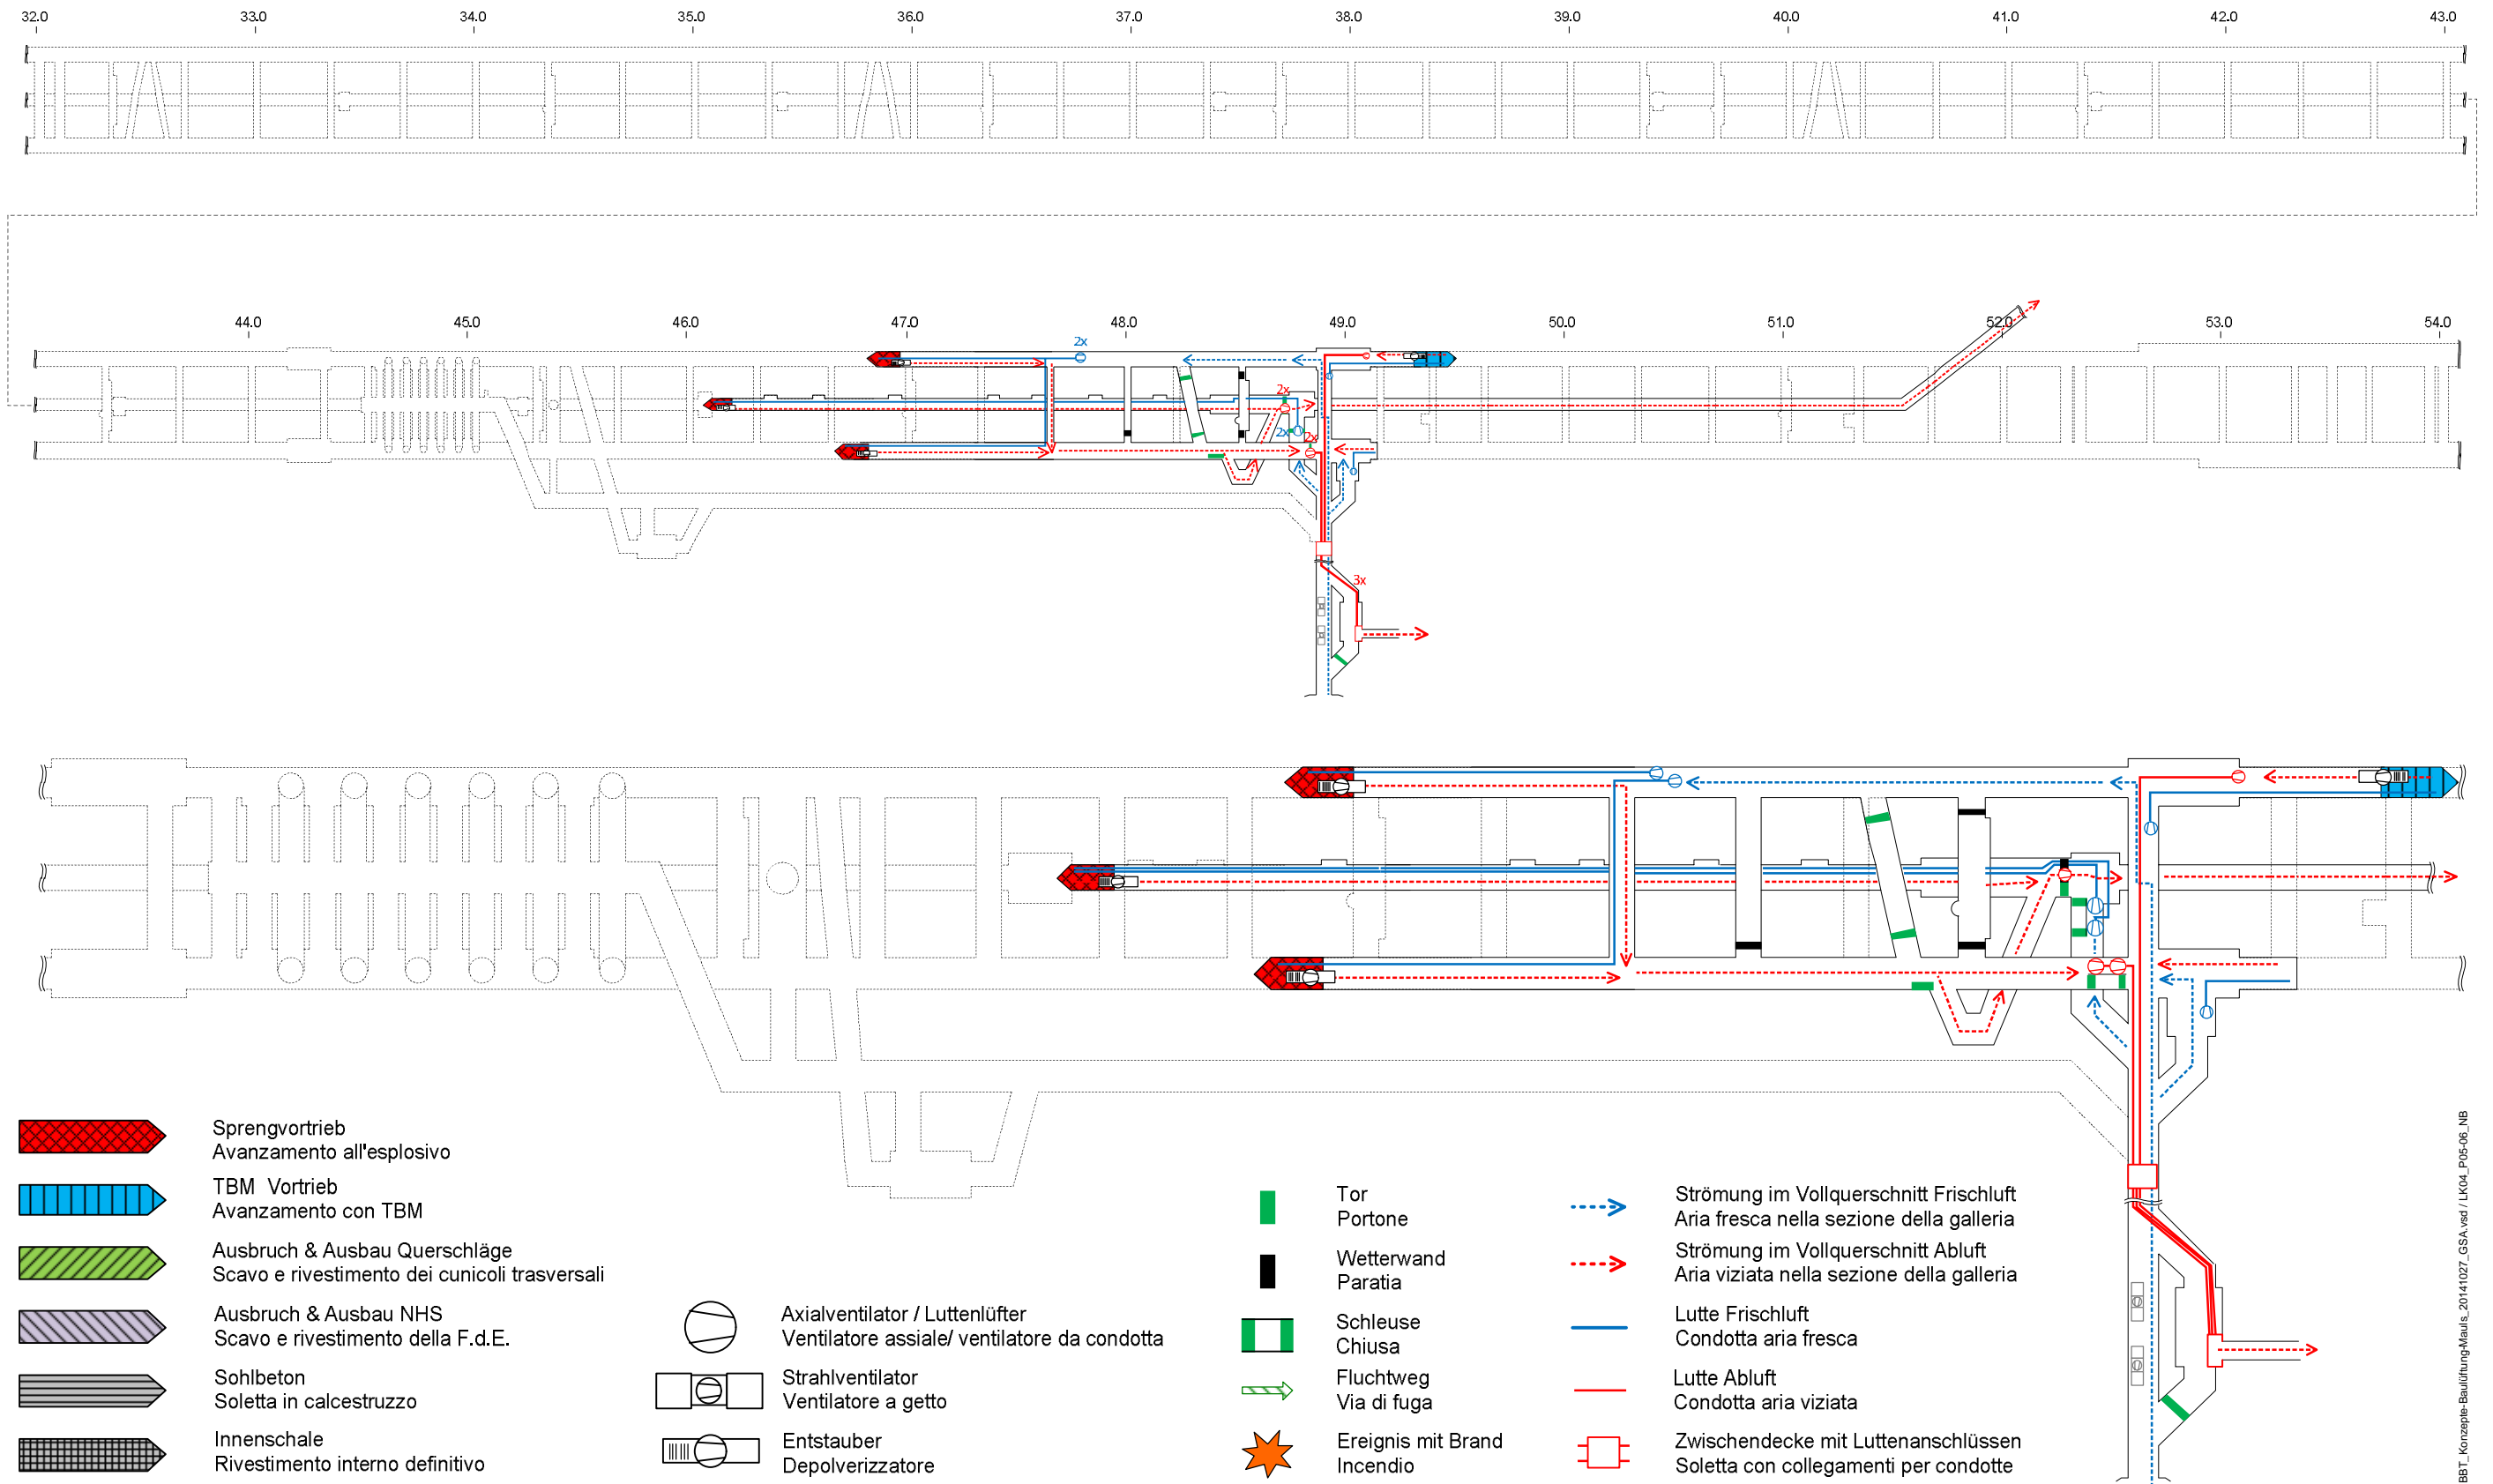 32.0 33.0 34.0 35.0 36.0 37.0 38.0 39.0 40.0 41.0 42.0 43.0
44.0 45.0 46.0 47.0 48.0 49.0 50.0 51.0 52.0 53.0 54.0
2x
2x
2x
2x
3x
Sprengvortrieb
Avanzamento all'esplosivo
TBM Vortrieb
Avanzamento con TBM
Ausbruch & Ausbau Querschläge
Scavo e rivestimento dei cunicoli trasversali
Ausbruch & Ausbau NHS
Scavo e rivestimento della F.d.E.
Sohlbeton
Soletta in calcestruzzo
Innenschale
Rivestimento interno definitivo
Axialventilator / Luttenlüfter
Ventilatore assiale/ ventilatore da condotta
Strahlventilator
Ventilatore a getto
Entstauber
Depolverizzatore
Tor
Portone
Wetterwand
Paratia
Schleuse
Chiusa
Fluchtweg
Via di fuga
Ereignis mit Brand
Incendio
Strömung im Vollquerschnitt Frischluft
Aria fresca nella sezione della galleria
Strömung im Vollquerschnitt Abluft
Aria viziata nella sezione della galleria
Lutte Frischluft
Condotta aria fresca
Lutte Abluft
Condotta aria viziata
Zwischendecke mit Luttenanschlüssen
Soletta con collegamenti per condotte
BBT_Konzepte-Baulüftung-Mauls_20141027_GSA.vsd / LK04_P05-06_NB